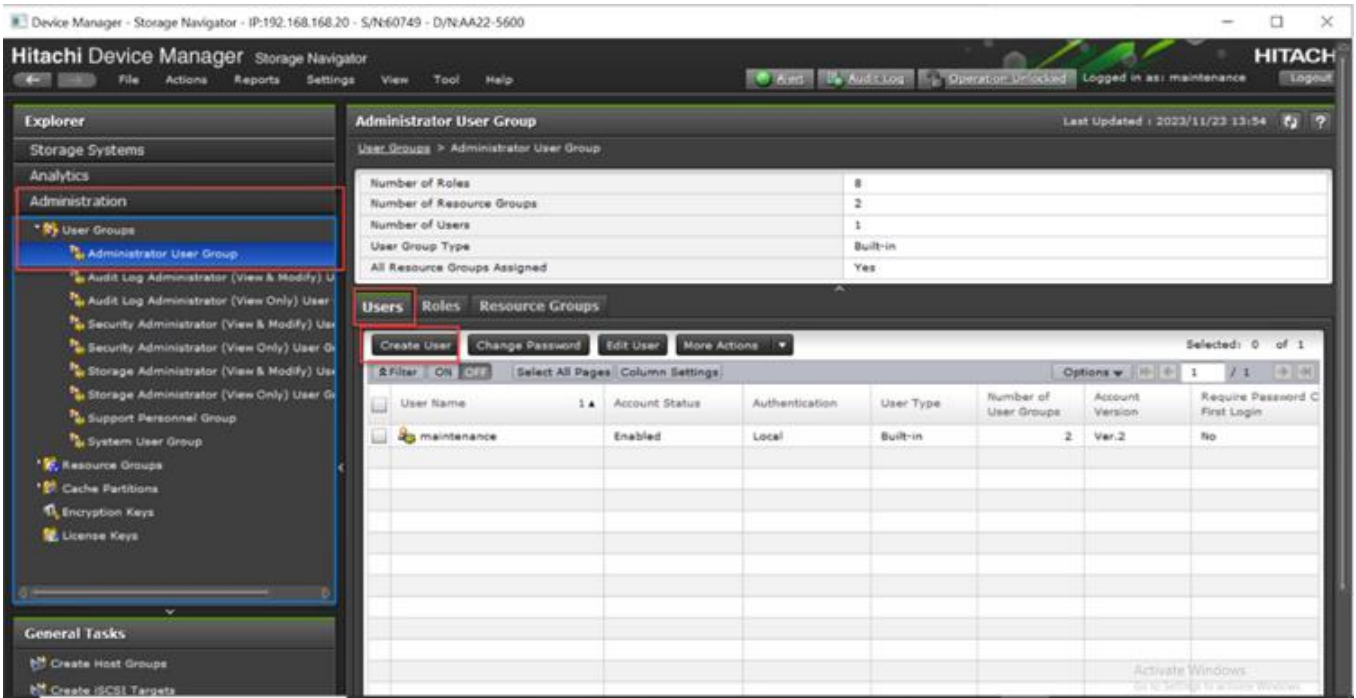 Device Manager - Storage Navigator - IP:192.168.168.20 - S/N:60749 - D/N:AA22-5600
Hitachi Device Manager Storage Navigator
HITACH
File Actions Reports Settings View Tool Help
Alert Audit Log Operation Unlocked Logged in as: maintenance Logout
Explorer
Storage Systems
Analytics
Administration
User Groups
Administrator User Group
Audit Log Administrator (View & Modify) U
Audit Log Administrator (View Only) User
Security Administrator (View & Modify) Use
Security Administrator (View Only) User G
Storage Administrator (View & Modify) Use
Storage Administrator (View Only) User G
Support Personnel Group
System User Group
Resource Groups
Cache Partitions
Encryption Keys
License Keys
General Tasks
Create Host Groups
Create iSCSI Targets
Administrator User Group
Last Updated : 2023/11/23 13:54 ?
User Groups > Administrator User Group
Number of Roles 8
Number of Resource Groups 2
Number of Users 1
User Group Type Built-in
All Resource Groups Assigned Yes
Users Roles Resource Groups
Create User Change Password Edit User More Actions
Selected: 0 of 1
Filter ON OFF Select All Pages Column Settings Options 1 / 1
User Name 1 Account Status Authentication User Type Number of User Groups Account Version Require Password C First Login
maintenance Enabled Local Built-in 2 Ver.2 No
Activate Windows
Go to Settings to activate Windows.